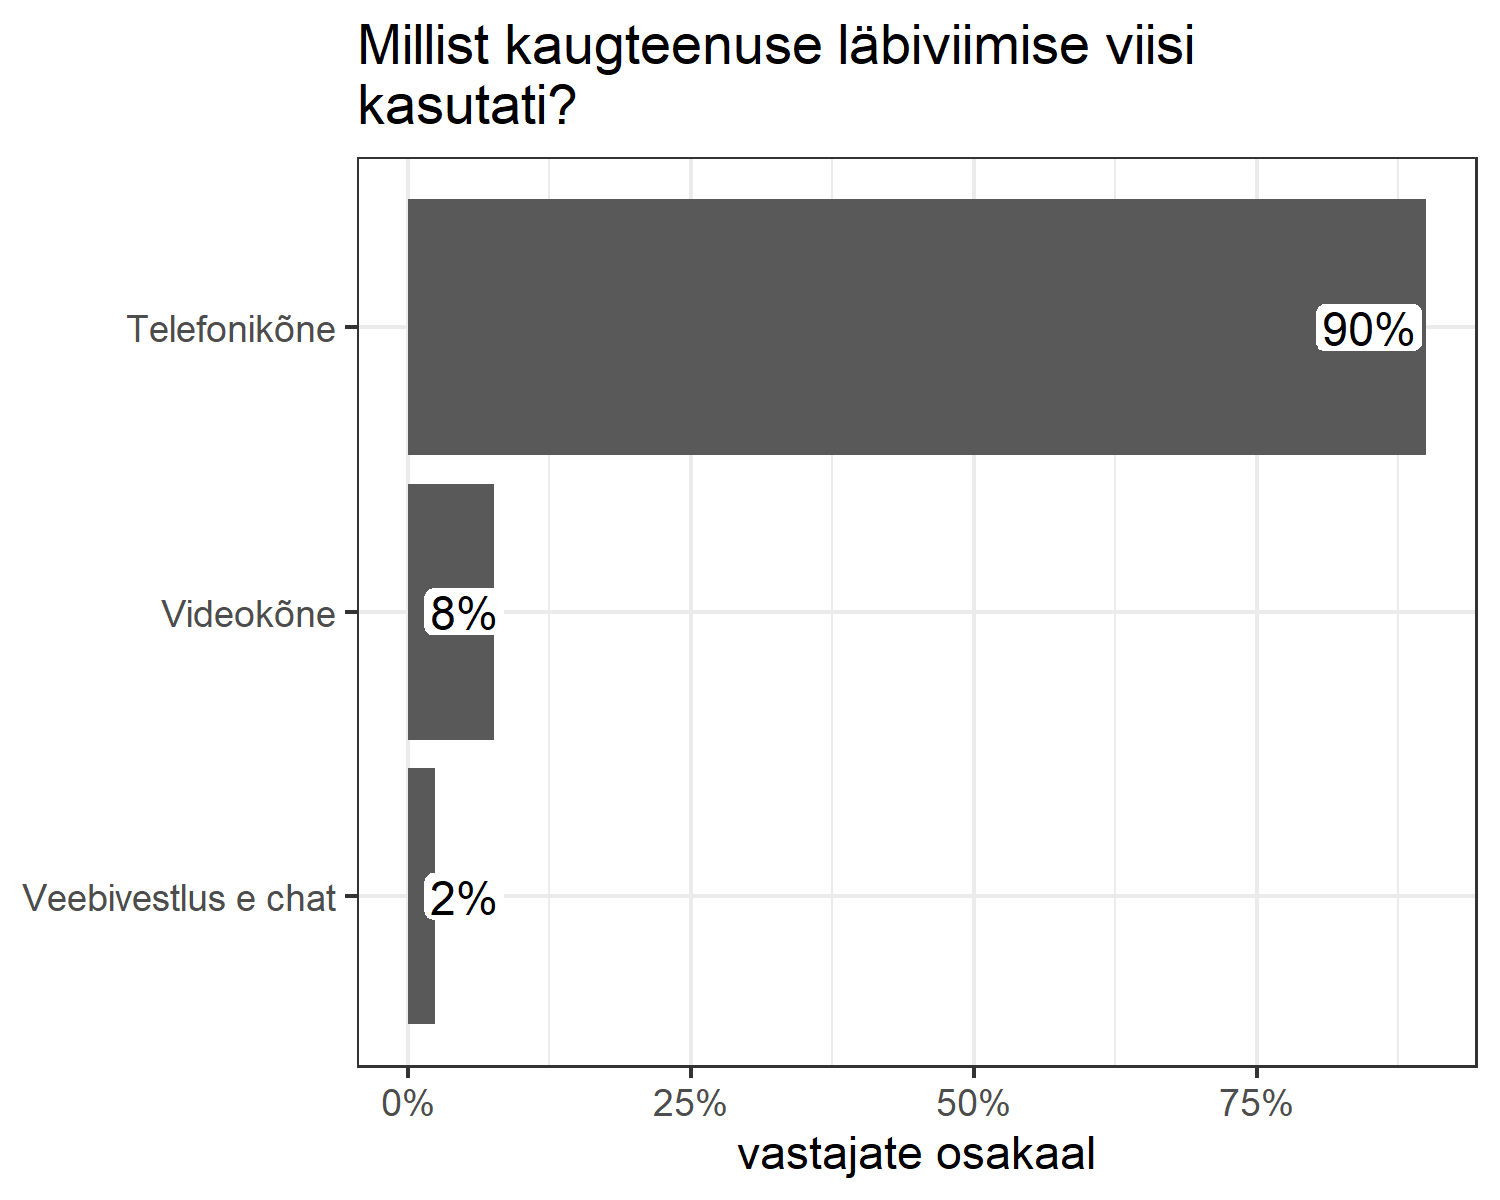 Millist kaugteenuse läbiviimise viisi
kasutati?
Telefonikõne
90%
Videokõne
8%
Veebivestlus e chat
2%
0%
25%
50%
75%
vastajate osakaal